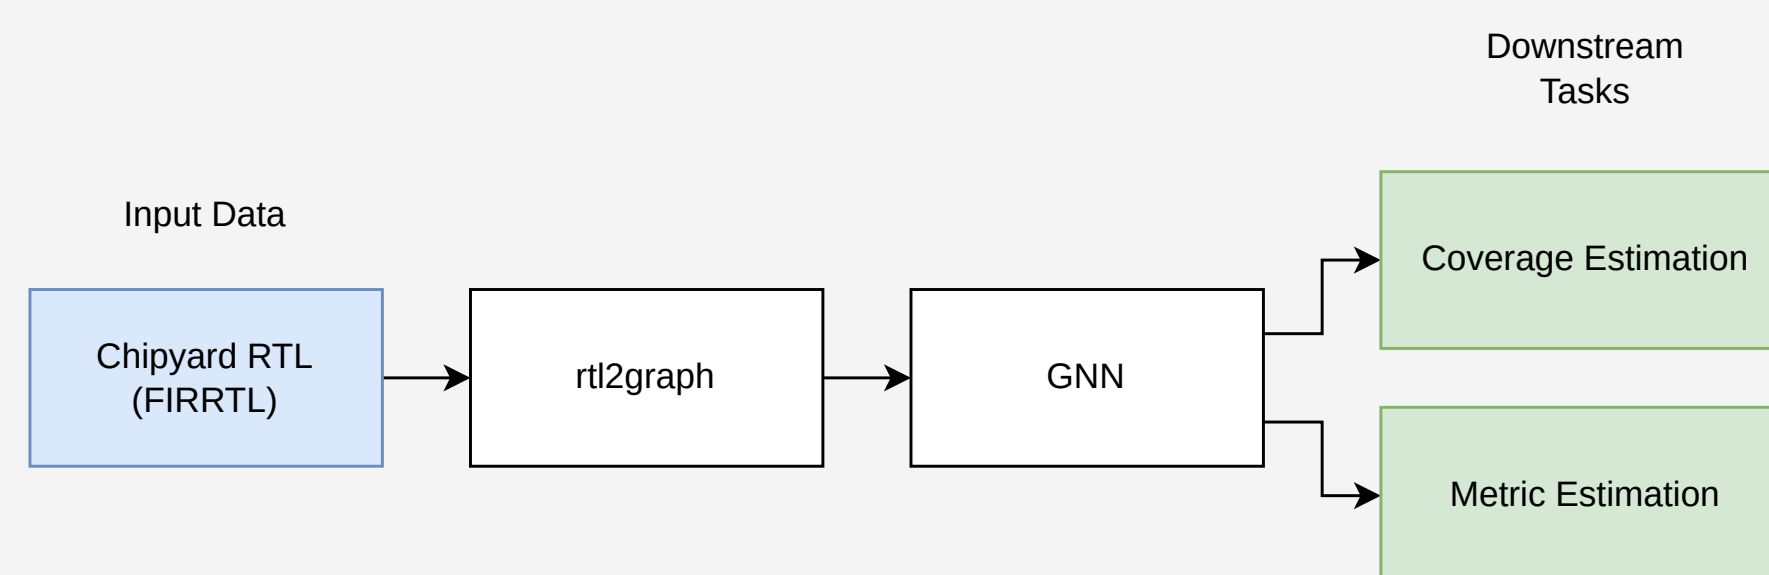 Downstream
Tasks
Input Data
Chipyard RTL
(FIRRTL)
rtl2graph
GNN
Coverage Estimation
Metric Estimation